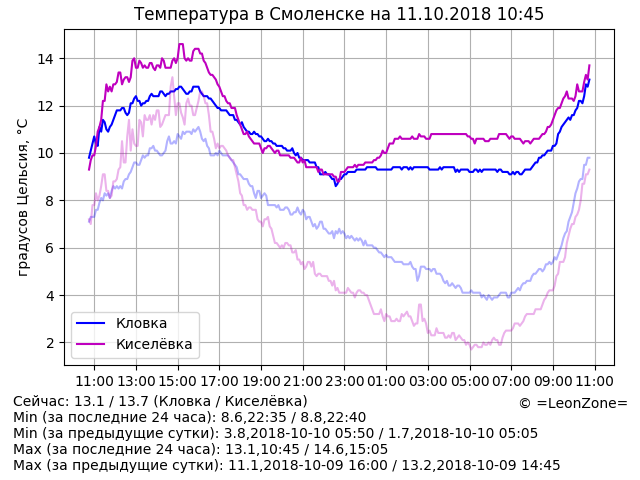 Температура в Смоленске на 11.10.2018 10:45
градусов Цельсия, °C
14
12
10
8
6
4
2
Кловка
Киселёвка
11:00 13:00 15:00 17:00 19:00 21:00 23:00 01:00 03:00 05:00 07:00 09:00 11:00
Сейчас: 13.1 / 13.7 (Кловка / Киселёвка)
© =LeonZone=
Min (за последние 24 часа): 8.6,22:35 / 8.8,22:40
Min (за предыдущие сутки): 3.8,2018-10-10 05:50 / 1.7,2018-10-10 05:05
Max (за последние 24 часа): 13.1,10:45 / 14.6,15:05
Max (за предыдущие сутки): 11.1,2018-10-09 16:00 / 13.2,2018-10-09 14:45